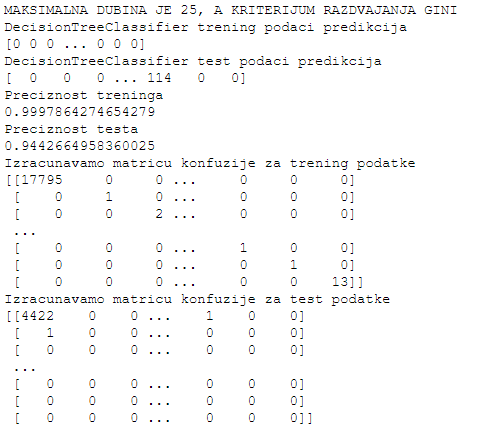 MAKSIMALNA DUBINA JE 25, A KRITERIJUM RAZDVAJANJA GINI
DecisionTreeClassifier trening podaci predikcija
[0 0 0 ... 0 0 0]
DecisionTreeClassifier test podaci predikcija
[  0   0   0 ... 114   0   0]
Preciznost treninga
0.9997864274654279
Preciznost testa
0.9442664958360025
Izracunavamo matricu konfuzije za trening podatke
[[17795     0     0 ...     0     0     0]
 [    0     1     0 ...     0     0     0]
 [    0     0     2 ...     0     0     0]
 ...
 [    0     0     0 ...     1     0     0]
 [    0     0     0 ...     0     1     0]
 [    0     0     0 ...     0     0    13]]
Izracunavamo matricu konfuzije za test podatke
[[4422    0    0 ...    1    0    0]
 [   1    0    0 ...    0    0    0]
 [   0    0    0 ...    0    0    0]
 ...
 [   0    0    0 ...    0    0    0]
 [   0    0    0 ...    0    0    0]
 [   0    0    0 ...    0    0    0]]